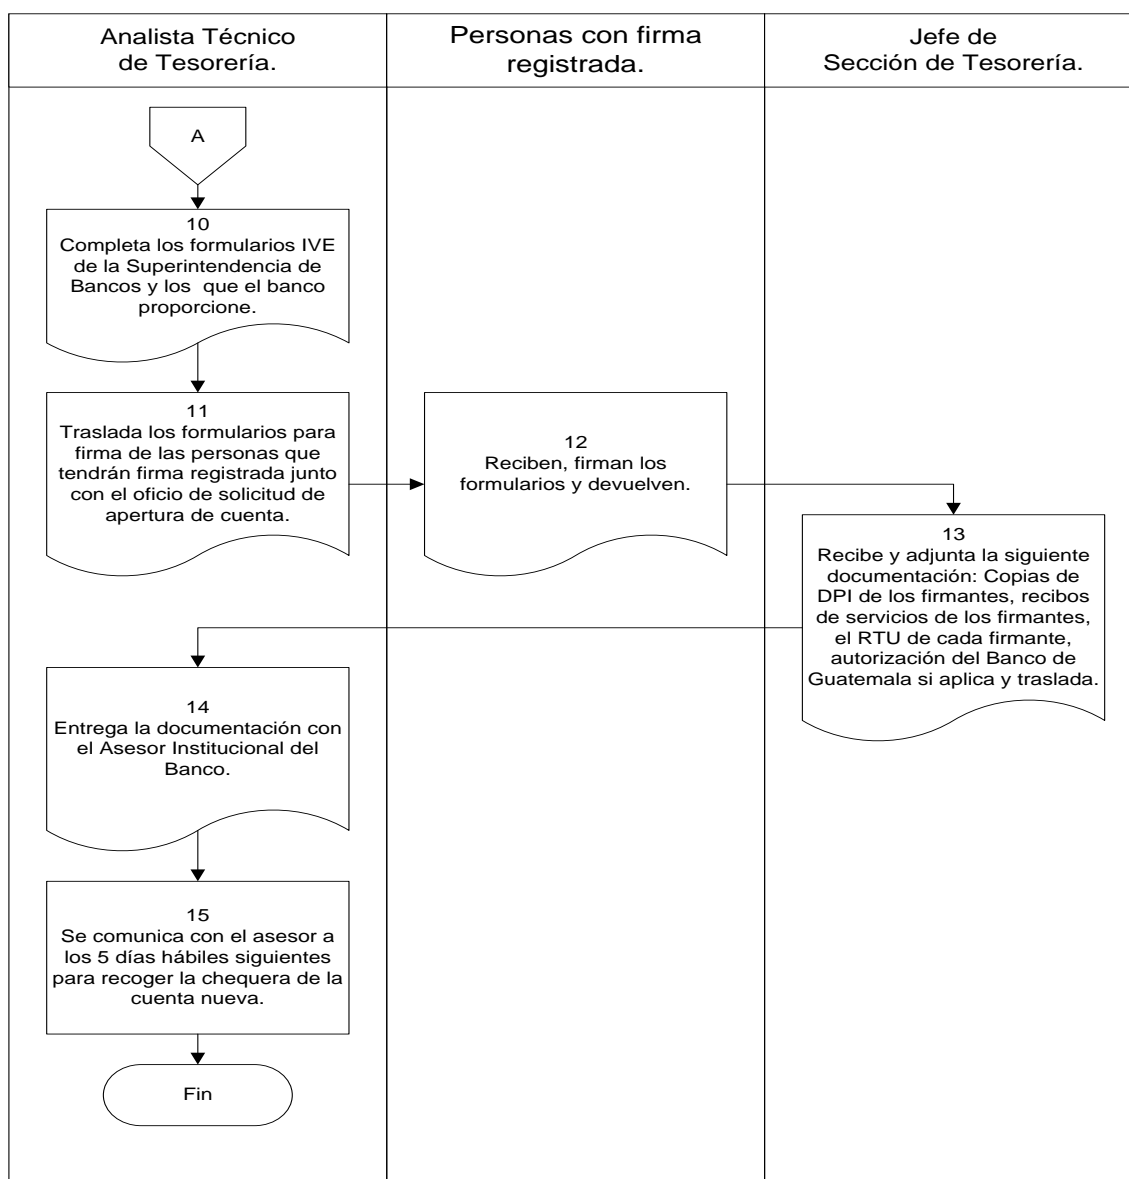 Analista Técnico
de Tesorería.
Personas con firma
registrada.
Jefe de
Sección de Tesorería.
A
10
Completa los formularios IVE
de la Superintendencia de
Bancos y los  que el banco
proporcione.
11
Traslada los formularios para
firma de las personas que
tendrán firma registrada junto
con el oficio de solicitud de
apertura de cuenta.
12
Reciben, firman los
formularios y devuelven.
13
Recibe y adjunta la siguiente
documentación: Copias de
DPI de los firmantes, recibos
de servicios de los firmantes,
el RTU de cada firmante,
autorización del Banco de
Guatemala si aplica y traslada.
14
Entrega la documentación con
el Asesor Institucional del
Banco.
15
Se comunica con el asesor a
los 5 días hábiles siguientes
para recoger la chequera de la
cuenta nueva.
Fin